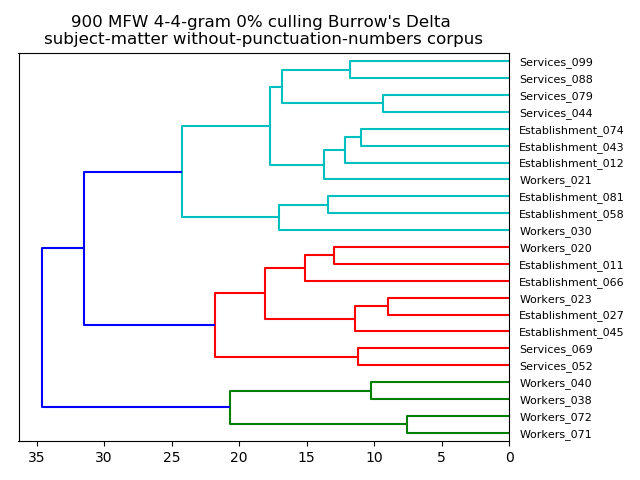 900 MFW 4-4-gram 0% culling Burrow's Delta
subject-matter without-punctuation-numbers corpus
Services_099
Services_088
Services_079
Services_044
Establishment_074
Establishment_043
Establishment_012
Workers_021
Establishment_081
Establishment_058
Workers_030
Workers_020
Establishment_011
Establishment_066
Workers_023
Establishment_027
Establishment_045
Services_069
Services_052
Workers_040
Workers_038
Workers_072
Workers_071
35 30 25 20 15 10 5 0